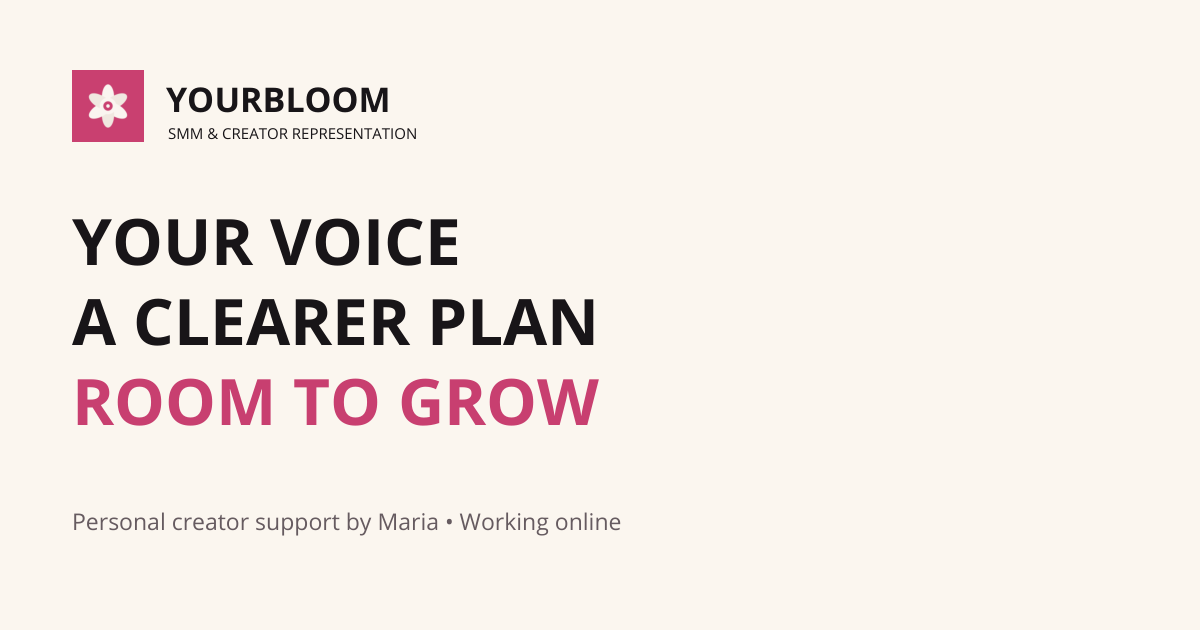 YOURBLOOM
SMM & CREATOR REPRESENTATION
YOUR VOICE
A CLEARER PLAN
ROOM TO GROW
Personal creator support by Maria • Working online